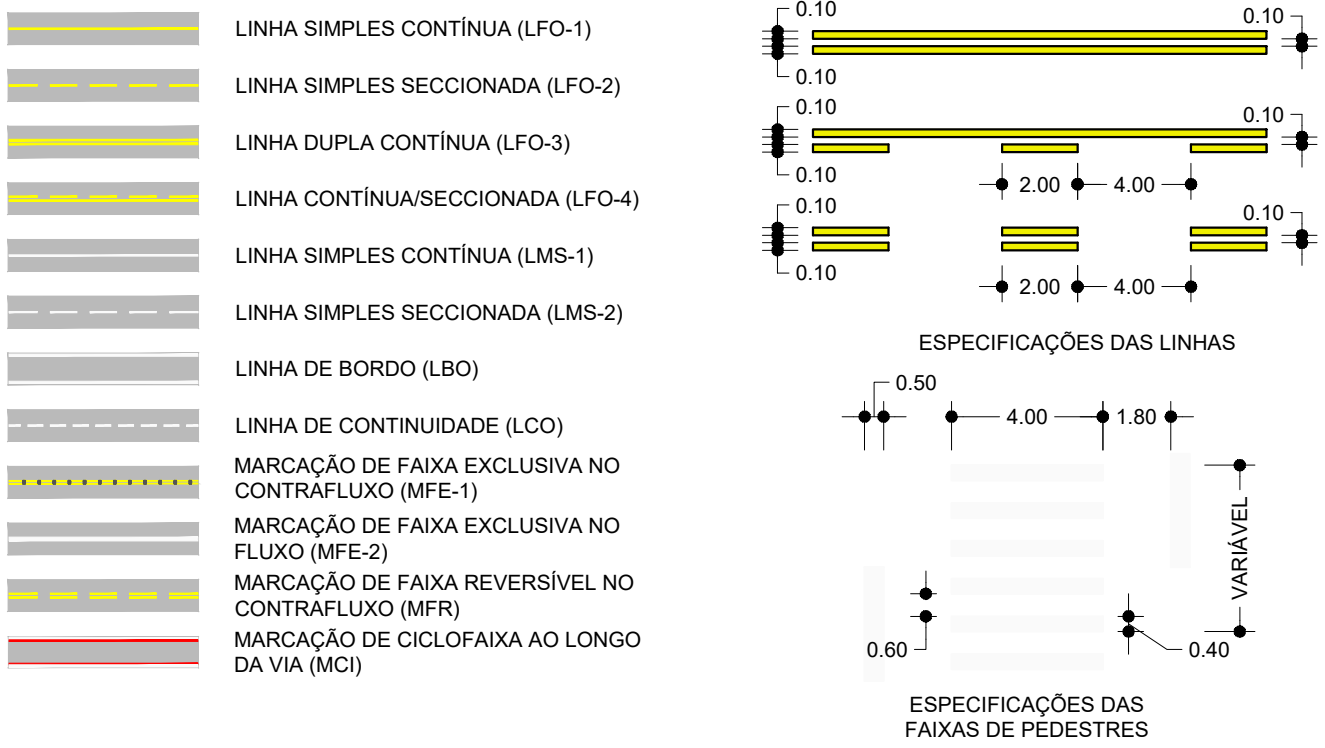 LINHA SIMPLES CONTÍNUA (LFO-1)
LINHA SIMPLES SECCIONADA (LFO-2)
LINHA DUPLA CONTÍNUA (LFO-3)
LINHA CONTÍNUA/SECCIONADA (LFO-4)
LINHA SIMPLES CONTÍNUA (LMS-1)
LINHA SIMPLES SECCIONADA (LMS-2)
LINHA DE BORDO (LBO)
LINHA DE CONTINUIDADE (LCO)
MARCAÇÃO DE FAIXA EXCLUSIVA NO
CONTRAFLUXO (MFE-1)
MARCAÇÃO DE FAIXA EXCLUSIVA NO
FLUXO (MFE-2)
MARCAÇÃO DE FAIXA REVERSÍVEL NO
CONTRAFLUXO (MFR)
MARCAÇÃO DE CICLOFAIXA AO LONGO
DA VIA (MCI)
0.10
0.10
0.10
0.10
0.10
0.10
2.00 4.00
0.10
0.10
0.10
2.00 4.00
ESPECIFICAÇÕES DAS LINHAS
0.50
4.00 1.80
VARIÁVEL
0.60
0.40
ESPECIFICAÇÕES DAS
FAIXAS DE PEDESTRES